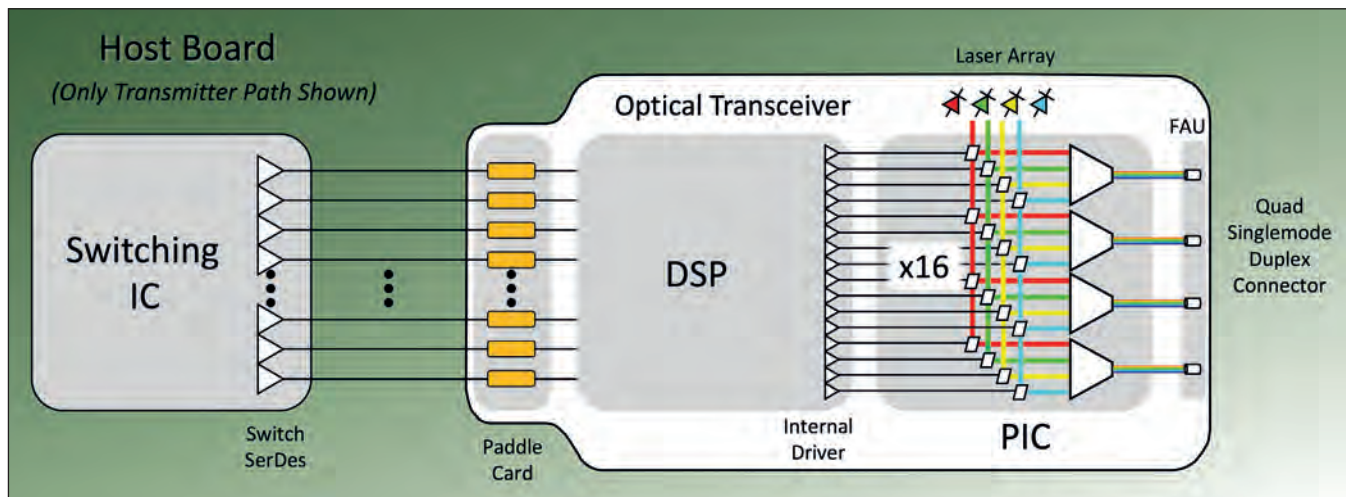 Host Board
(Only Transmitter Path Shown)
Laser Array
Optical Transceiver
FAU
Switching
IC
DSP
x16
Quad
Singlemode
Duplex
Connector
Switch
SerDes
Paddle
Card
Internal
Driver
PIC